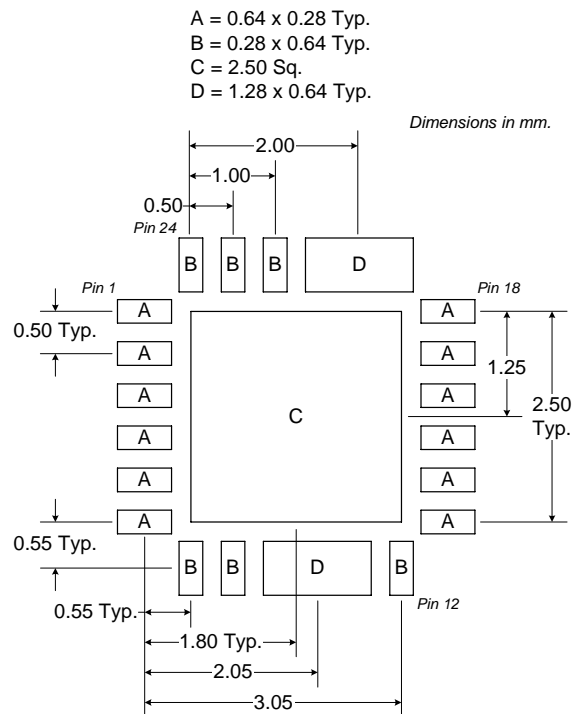 A = 0.64 x 0.28 Typ.
B = 0.28 x 0.64 Typ.
C = 2.50 Sq.
D = 1.28 x 0.64 Typ.
Dimensions in mm.
2.00
1.00
0.50
Pin 24
B
B
B
D
Pin 1
Pin 18
A
A
0.50 Typ.
A
A
1.25
A
A
2.50
Typ.
C
A
A
A
A
A
A
0.55 Typ.
B
B
D
B
Pin 12
0.55 Typ.
1.80 Typ.
2.05
3.05